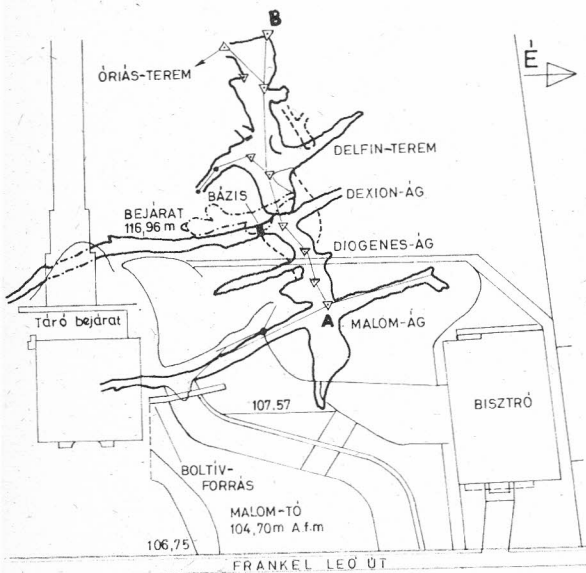 B
É
ÓRIÁS-TEREM
DELFIN-TEREM
DEXION-ÁG
BÁZIS
BEJÁRAT
116,96 m
DIOGENES-ÁG
Táró bejárat
A
MALOM-ÁG
107.57
BISZTRÓ
BOLTÍV-
FORRÁS
MALOM-TÓ
104,70m A.f.m
106,75
FRANKEL LEÓ ÚT